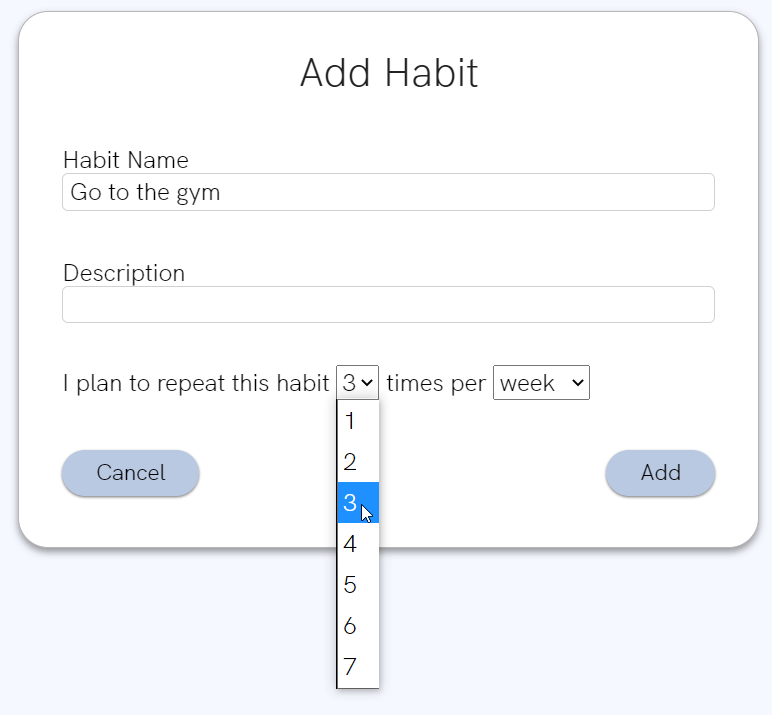 Add Habit
Habit Name
Go to the gym
Description
I plan to repeat this habit 3 times per week
1
2
3
4
5
6
7
Cancel
Add